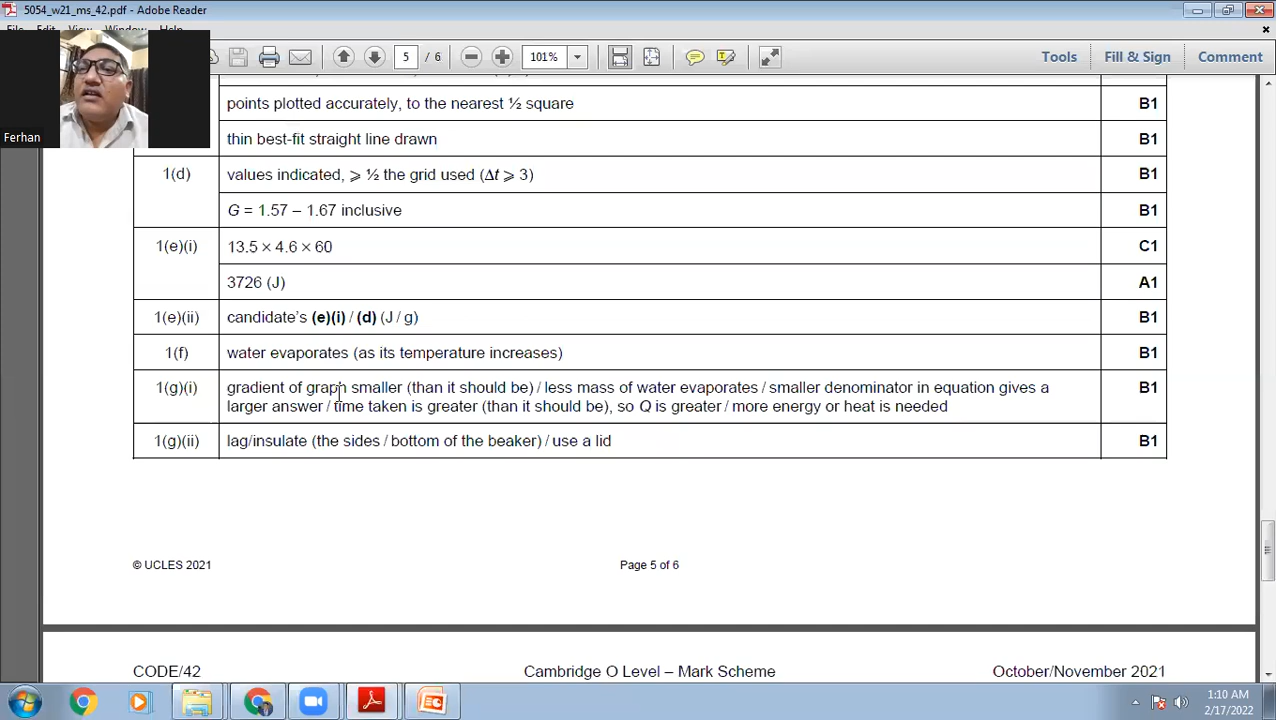 5054_w21_ms_42.pdf - Adobe Reader
5 / 6
101%
Tools
Fill & Sign
Comment
Ferhan
points plotted accurately, to the nearest ½ square B1
thin best-fit straight line drawn B1
1(d) values indicated, ⩾ ½ the grid used (Δt ⩾ 3) B1
G = 1.57 – 1.67 inclusive B1
1(e)(i) 13.5 × 4.6 × 60 C1
3726 (J) A1
1(e)(ii) candidate's (e)(i) / (d) (J / g) B1
1(f) water evaporates (as its temperature increases) B1
1(g)(i) gradient of graph smaller (than it should be) / less mass of water evaporates / smaller denominator in equation gives a B1
larger answer / time taken is greater (than it should be), so Q is greater / more energy or heat is needed
1(g)(ii) lag/insulate (the sides / bottom of the beaker) / use a lid B1
© UCLES 2021
Page 5 of 6
CODE/42
Cambridge O Level – Mark Scheme
October/November 2021
1:10 AM
2/17/2022